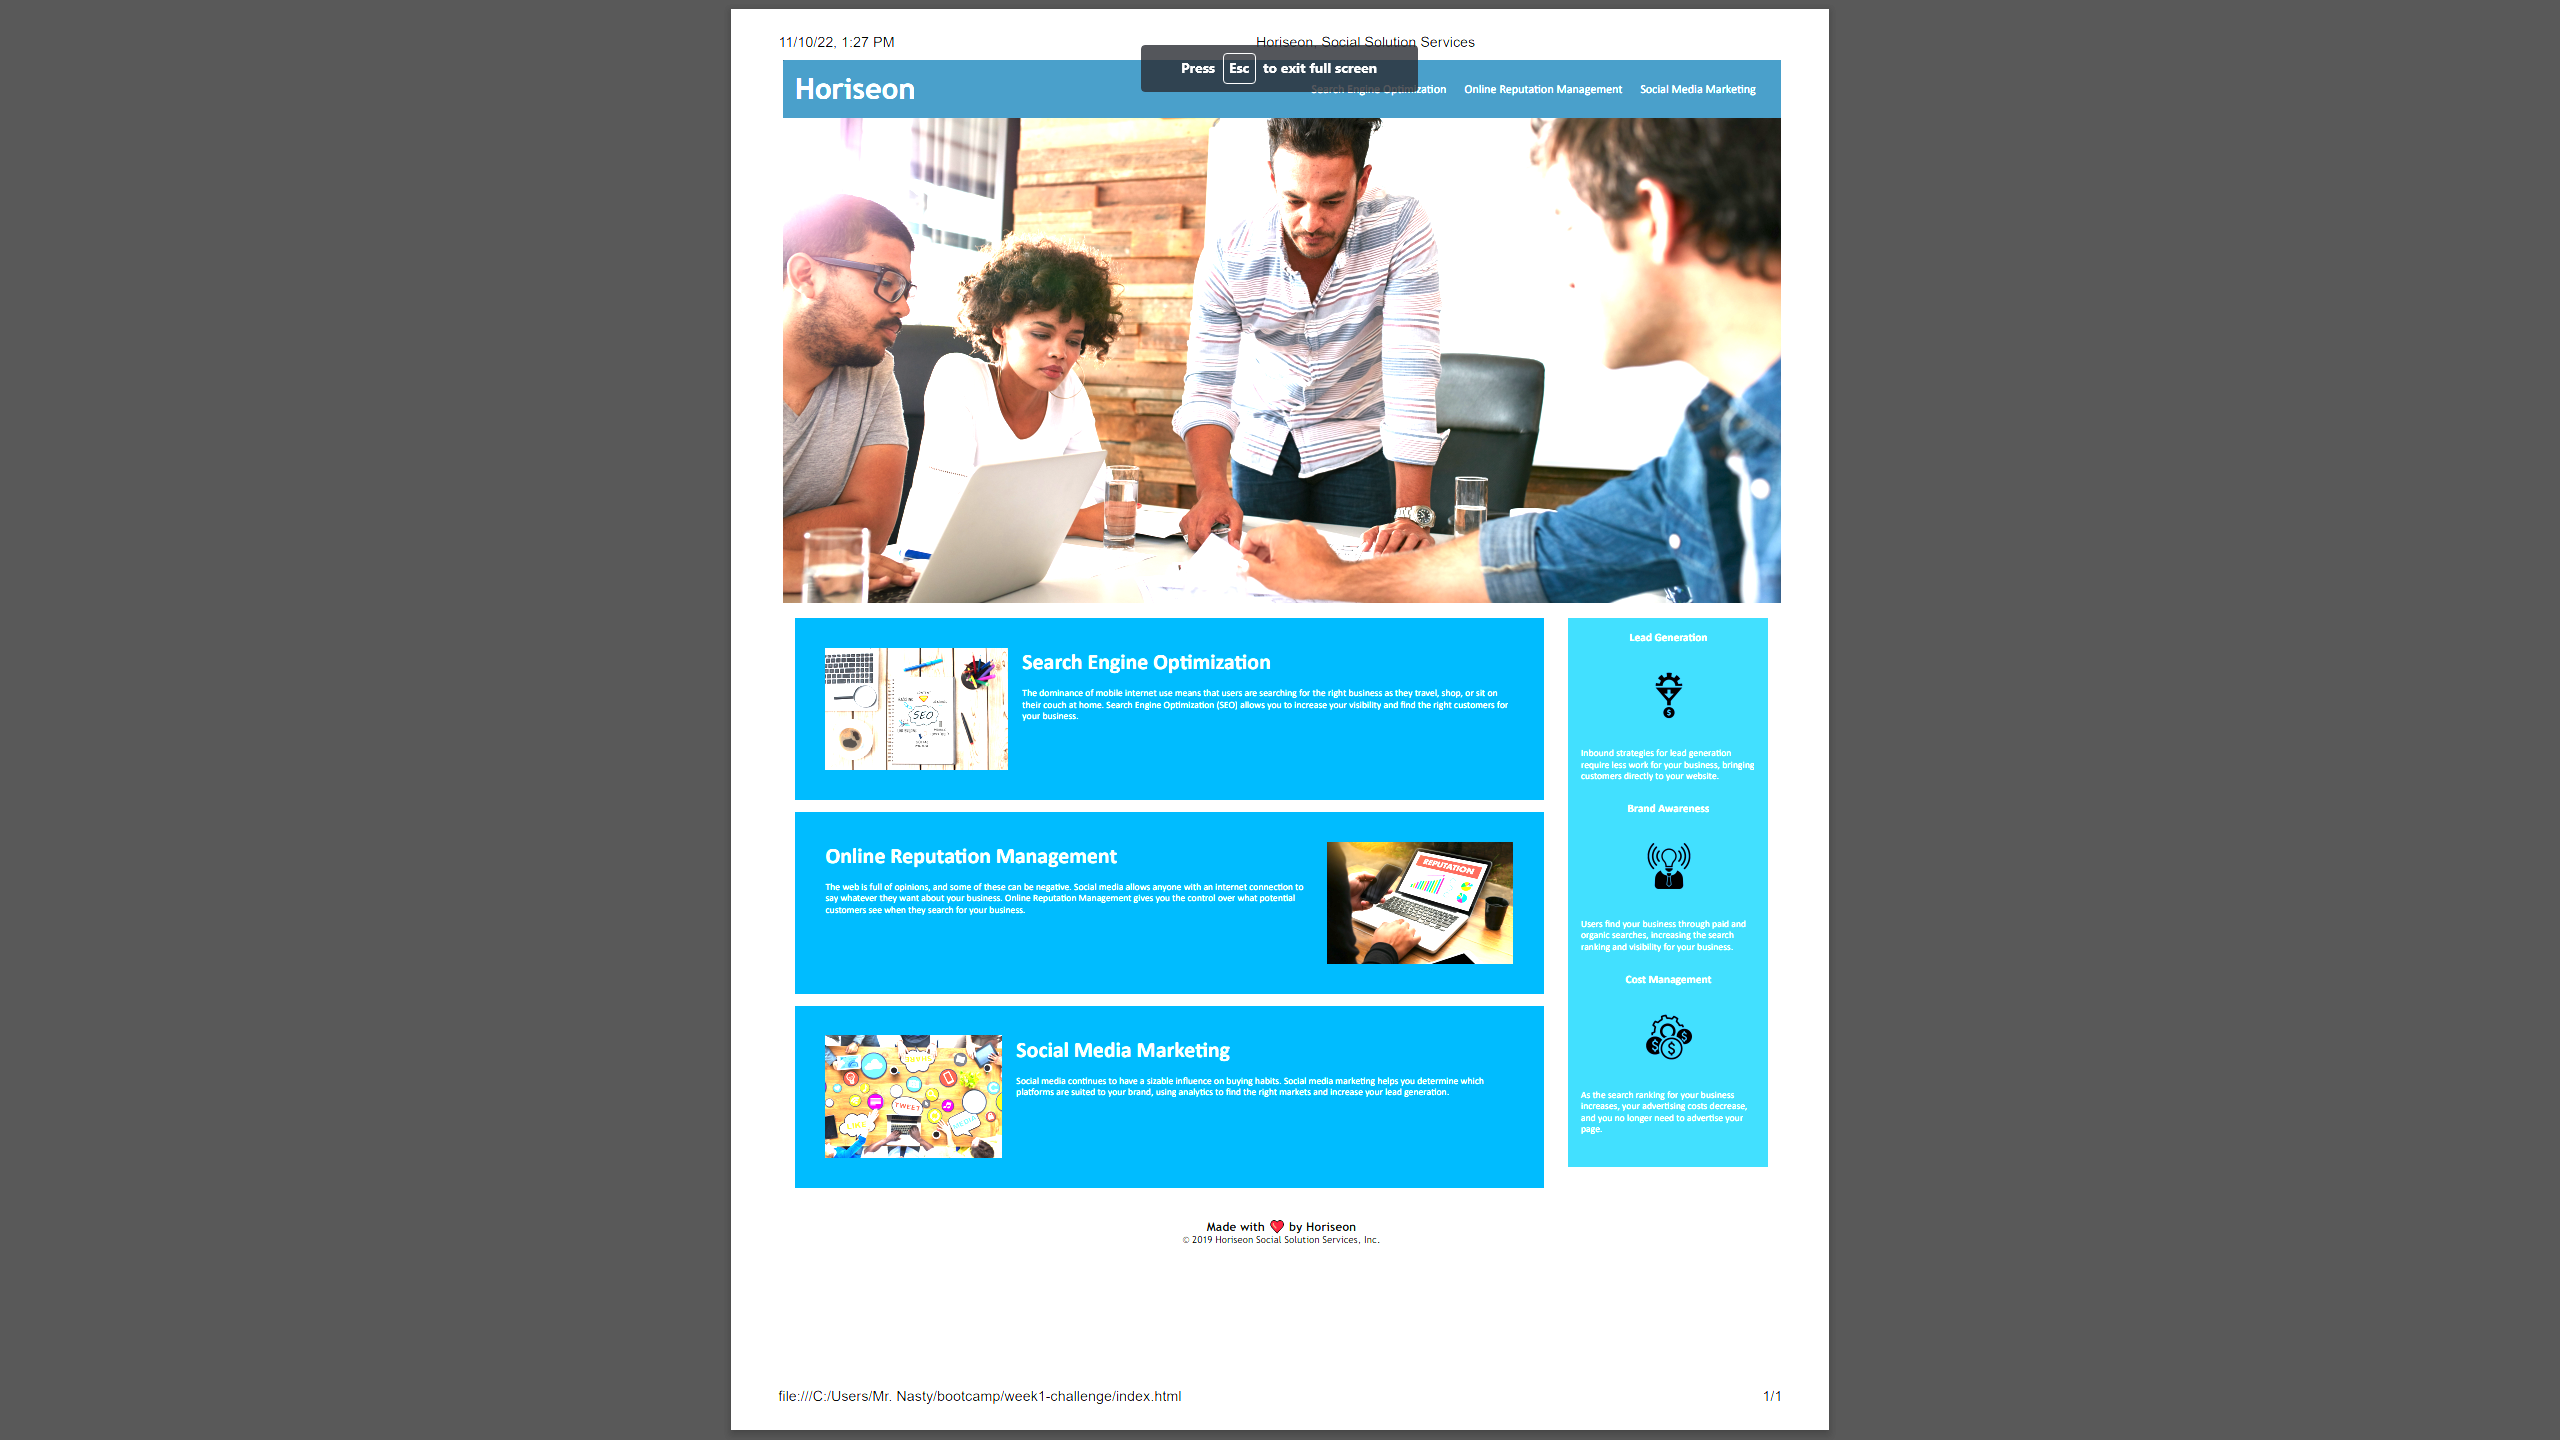 11/10/22, 1:27 PM
Horiseon, Social Solution Services
Press Esc to exit full screen
Horiseon
Search Engine Optimization Online Reputation Management Social Media Marketing
Search Engine Optimization
The dominance of mobile internet use means that users are searching for the right business as they travel, shop, or sit on
their couch at home. Search Engine Optimization (SEO) allows you to increase your visibility and find the right customers for
your business.
SEO
Online Reputation Management
The web is full of opinions, and some of these can be negative. Social media allows anyone with an internet connection to
say whatever they want about your business. Online Reputation Management gives you the control over what potential
customers see when they search for your business.
REPUTATION
Social Media Marketing
Social media continues to have a sizable influence on buying habits. Social media marketing helps you determine which
platforms are suited to your brand, using analytics to find the right markets and increase your lead generation.
TWEET
LIKE
MEDIA
Lead Generation
Inbound strategies for lead generation
require less work for your business, bringing
customers directly to your website.
Brand Awareness
Users find your business through paid and
organic searches, increasing the search
ranking and visibility for your business.
Cost Management
As the search ranking for your business
increases, your advertising costs decrease,
and you no longer need to advertise your
page.
Made with ❤️ by Horiseon
© 2019 Horiseon Social Solution Services, Inc.
file:///C:/Users/Mr. Nasty/bootcamp/week1-challenge/index.html
1/1